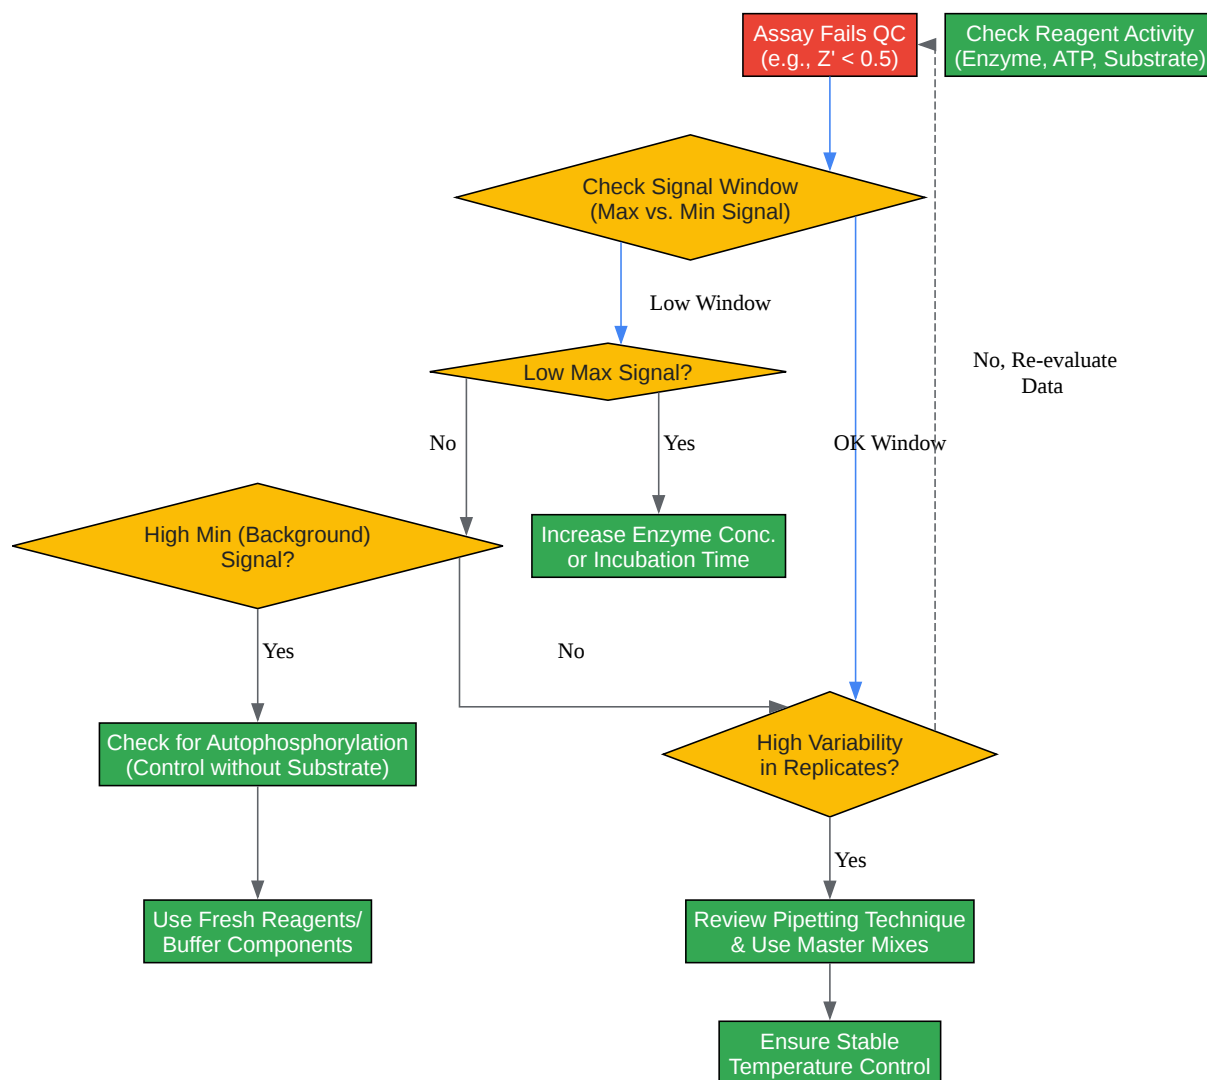 Assay Fails QC
(e.g., Z' < 0.5)
Check Reagent Activity
(Enzyme, ATP, Substrate)
Check Signal Window
(Max vs. Min Signal)
Low Window
No, Re-evaluate
Data
Low Max Signal?
No
Yes
OK Window
High Min (Background)
Signal?
Increase Enzyme Conc.
or Incubation Time
Yes
No
Check for Autophosphorylation
(Control without Substrate)
High Variability
in Replicates?
Yes
Use Fresh Reagents/
Buffer Components
Review Pipetting Technique
& Use Master Mixes
Ensure Stable
Temperature Control